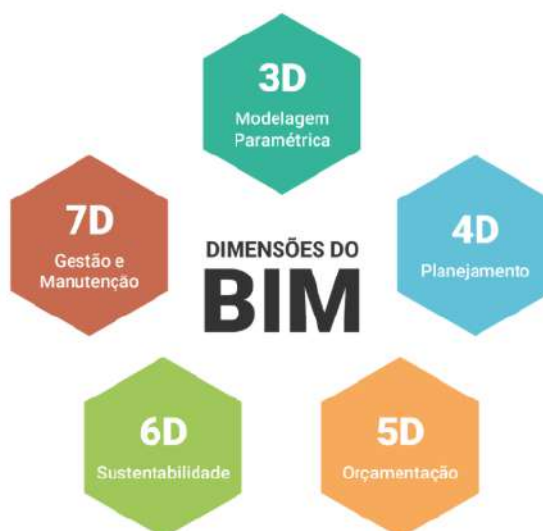 3D
Modelagem
Paramétrica
7D
Gestão e
Manutenção
DIMENSÕES DO
BIM
4D
Planejamento
6D
Sustentabilidade
5D
Orçamentação